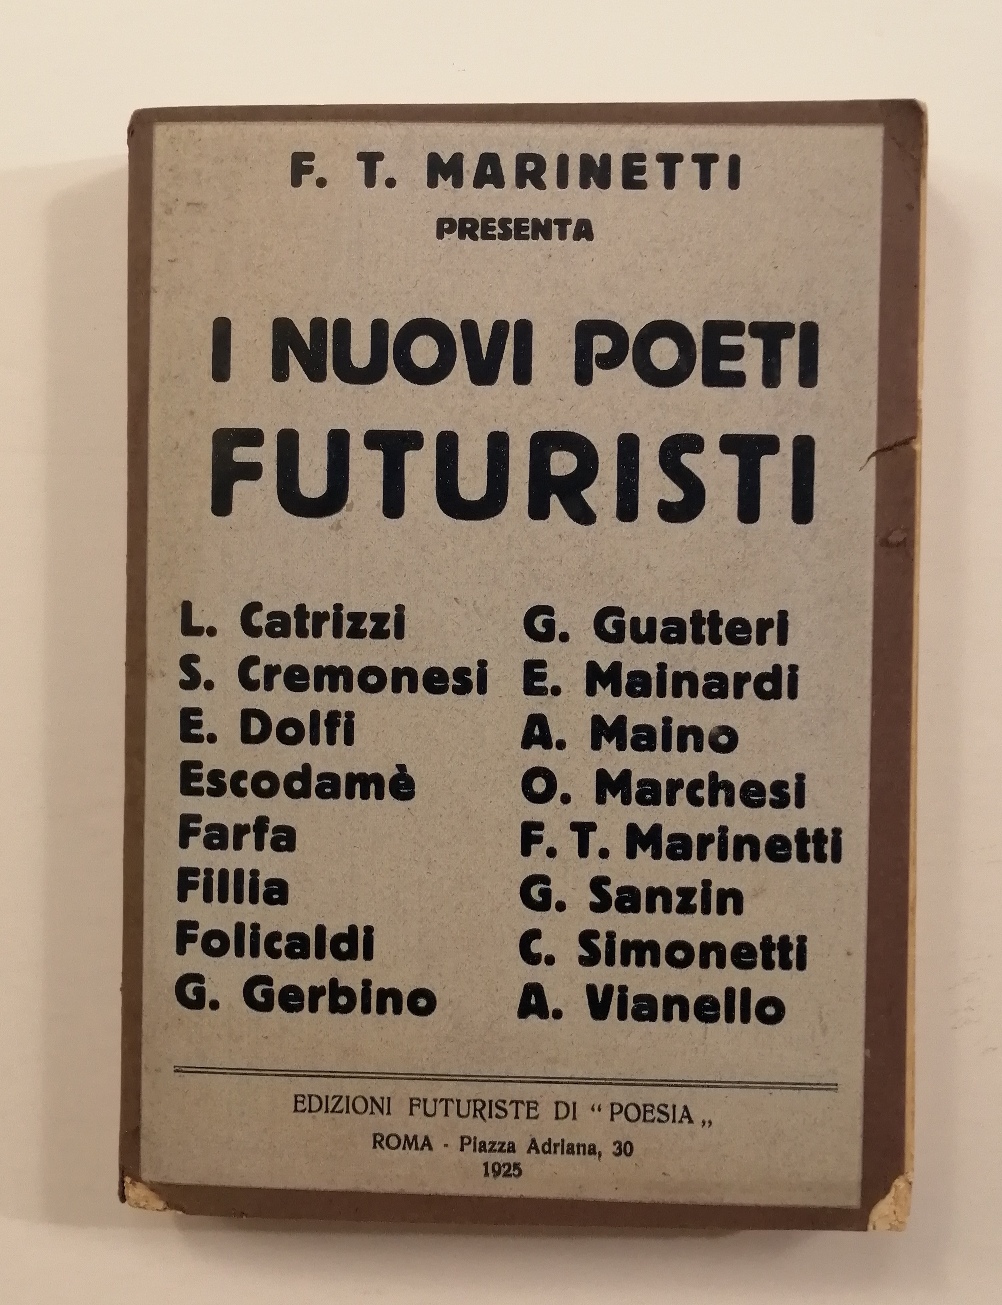 F. T. MARINETTI
PRESENTA
I NUOVI POETI
FUTURISTI
L. Catrizzi
S. Cremonesi
E. Dolfi
Escodamè
Farfa
Fillia
Folicaldi
G. Gerbino
G. Guatteri
E. Mainardi
A. Maino
O. Marchesi
F. T. Marinetti
G. Sanzin
C. Simonetti
A. Vianello
EDIZIONI FUTURISTE DI “ POESIA „
ROMA - Piazza Adriana, 30
1925